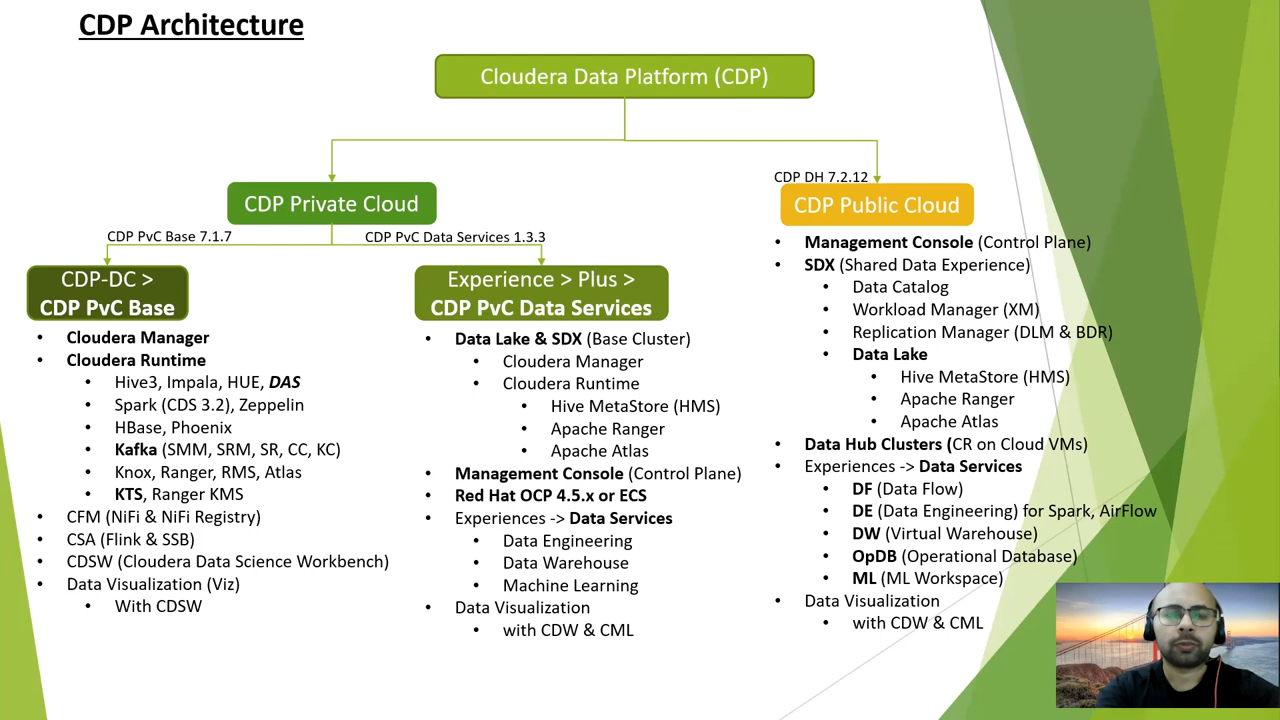 CDP Architecture
Cloudera Data Platform (CDP)
CDP Private Cloud
CDP PvC Base 7.1.7
CDP PvC Data Services 1.3.3
CDP-DC >
CDP PvC Base
• Cloudera Manager
• Cloudera Runtime
• Hive3, Impala, HUE, DAS
• Spark (CDS 3.2), Zeppelin
• HBase, Phoenix
• Kafka (SMM, SRM, SR, CC, KC)
• Knox, Ranger, RMS, Atlas
• KTS, Ranger KMS
• CFM (NiFi & NiFi Registry)
• CSA (Flink & SSB)
• CDSW (Cloudera Data Science Workbench)
• Data Visualization (Viz)
• With CDSW
Experience > Plus >
CDP PvC Data Services
• Data Lake & SDX (Base Cluster)
• Cloudera Manager
• Cloudera Runtime
• Hive MetaStore (HMS)
• Apache Ranger
• Apache Atlas
• Management Console (Control Plane)
• Red Hat OCP 4.5.x or ECS
• Experiences -> Data Services
• Data Engineering
• Data Warehouse
• Machine Learning
• Data Visualization
• with CDW & CML
CDP DH 7.2.12
CDP Public Cloud
• Management Console (Control Plane)
• SDX (Shared Data Experience)
• Data Catalog
• Workload Manager (XM)
• Replication Manager (DLM & BDR)
• Data Lake
• Hive MetaStore (HMS)
• Apache Ranger
• Apache Atlas
• Data Hub Clusters (CR on Cloud VMs)
• Experiences -> Data Services
• DF (Data Flow)
• DE (Data Engineering) for Spark, AirFlow
• DW (Virtual Warehouse)
• OpDB (Operational Database)
• ML (ML Workspace)
• Data Visualization
• with CDW & CML